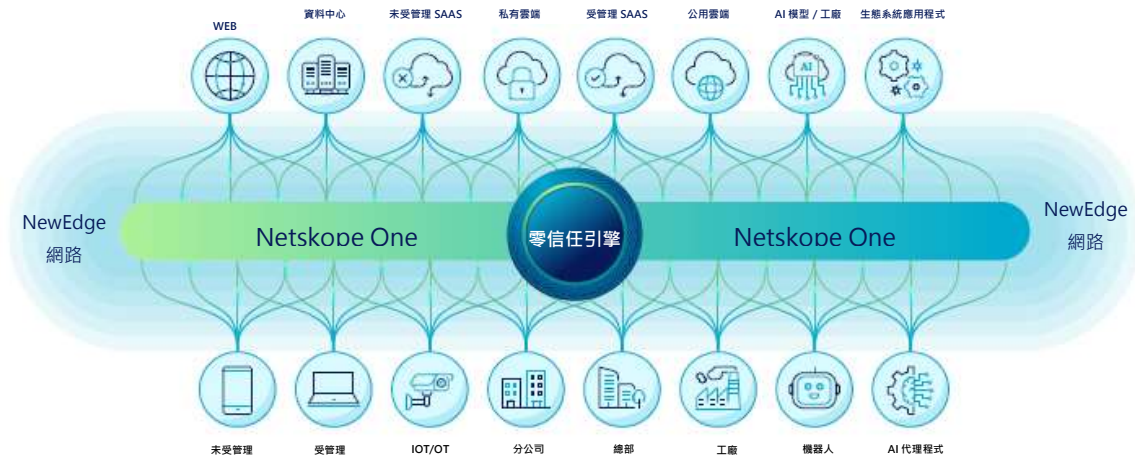 WEB
資料中心
未受管理 SAAS
私有雲端
受管理 SAAS
公用雲端
AI 模型 / 工廠
生態系統應用程式
AI
NewEdge
網路
Netskope One
零信任引擎
Netskope One
NewEdge
網路
未受管理
受管理
IOT/OT
分公司
總部
工廠
機器人
AI 代理程式